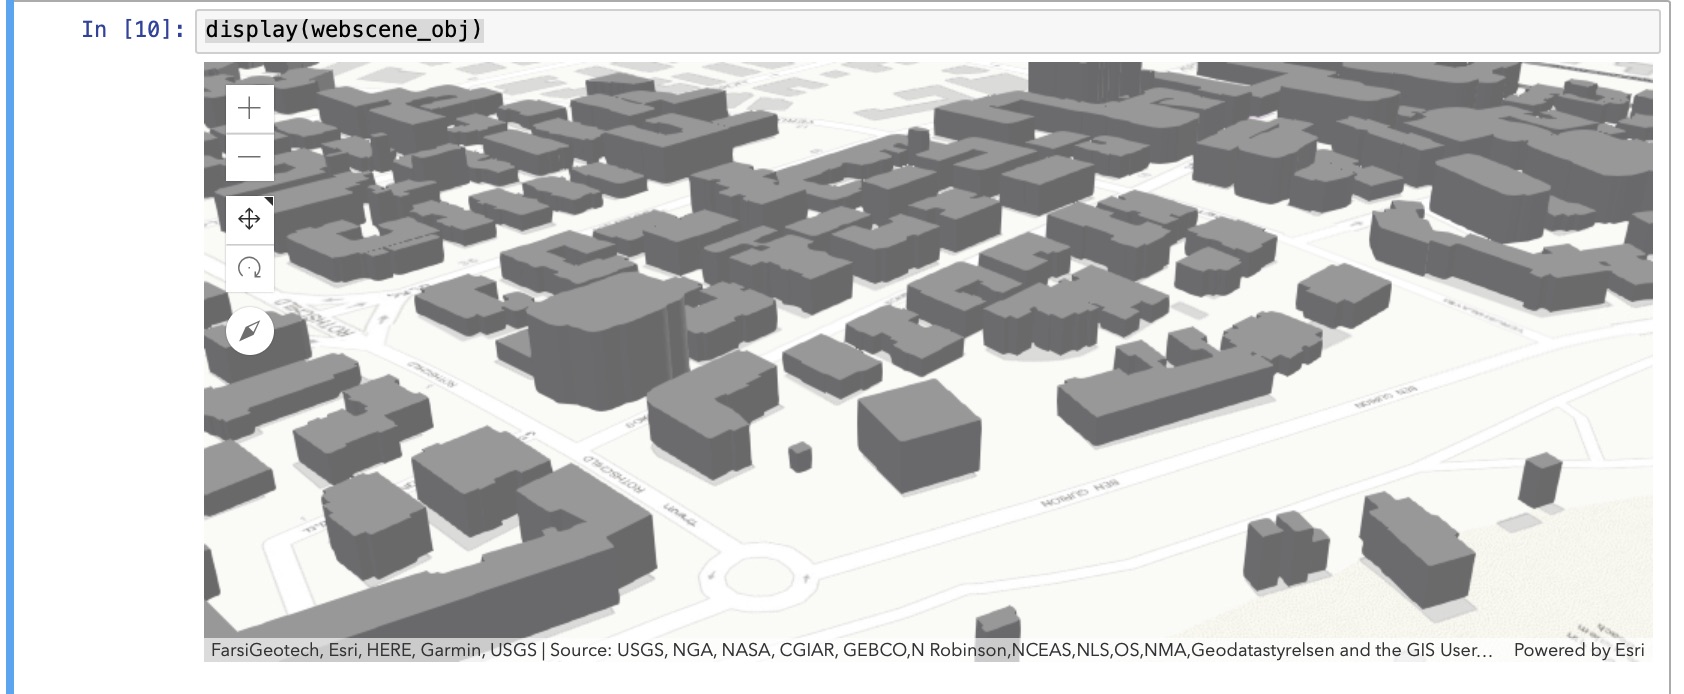 In [10]:
display(webscene_obj)
ROTHSCHILD
ROTHSCHILD
ROTHSCHILD
BEN GURION
BEN GURION
FarsiGeotech, Esri, HERE, Garmin, USGS | Source: USGS, NGA, NASA, CGIAR, GEBCO,N Robinson,NCEAS,NLS,OS,NMA,Geodatastyrelsen and the GIS User...
Powered by Esri